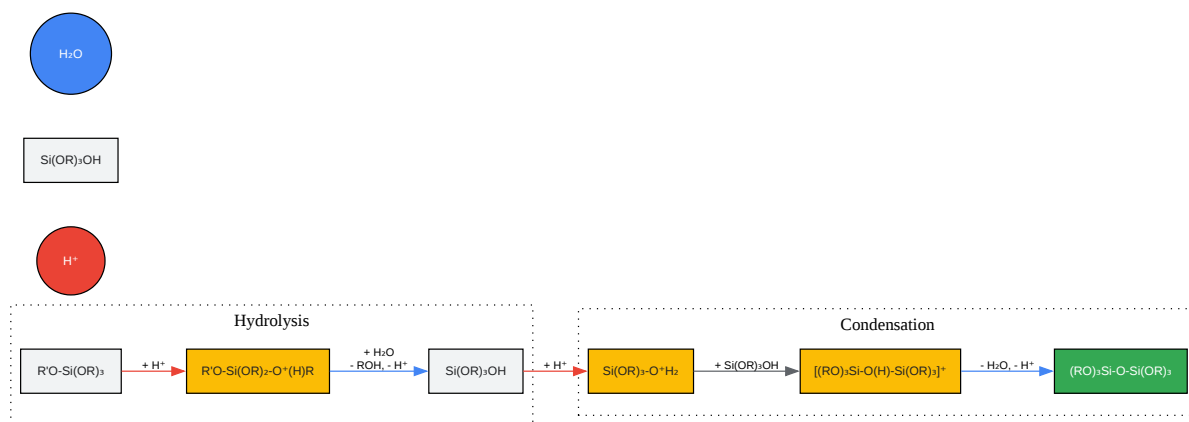 H₂O
Si(OR)₃OH
H⁺
Hydrolysis
Condensation
R'O-Si(OR)₃
+ H⁺
R'O-Si(OR)₂-O⁺(H)R
+ H₂O
- ROH, - H⁺
Si(OR)₃OH
+ H⁺
Si(OR)₃-O⁺H₂
+ Si(OR)₃OH
[(RO)₃Si-O(H)-Si(OR)₃]⁺
- H₂O, - H⁺
(RO)₃Si-O-Si(OR)₃